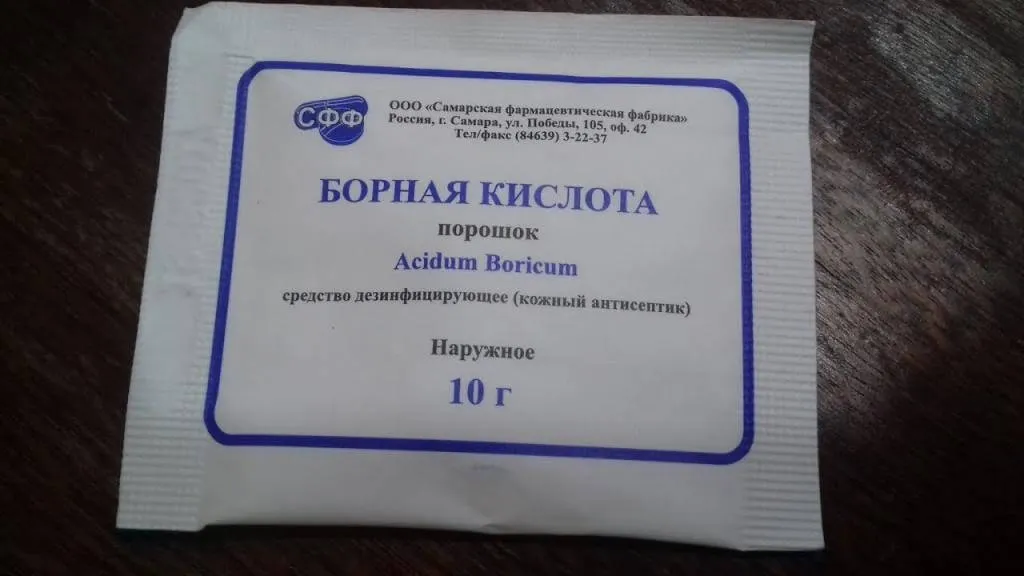 СФФ
ООО «Самарская фармацевтическая фабрика»
Россия, г. Самара, ул. Победы, 105, оф. 42
Тел/факс (84639) 3-22-37
БОРНАЯ КИСЛОТА
порошок
Acidum Boricum
средство дезинфицирующее (кожный антисептик)
Наружное
10 г